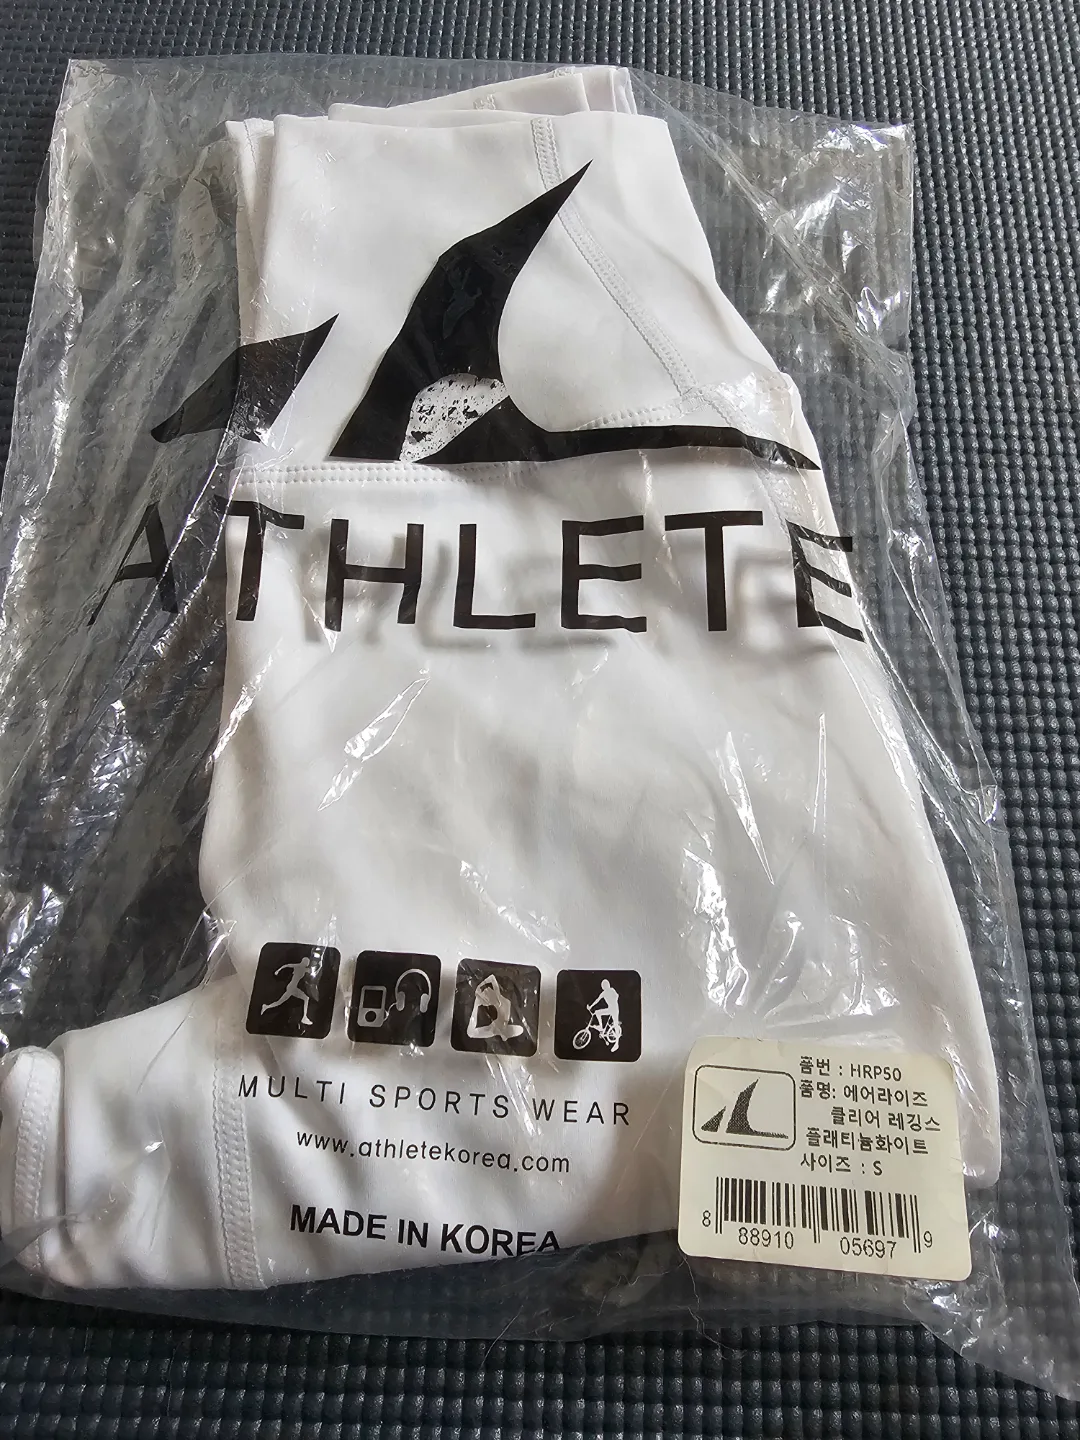 ATHLETE
MULTI SPORTS WEAR
www.athletekorea.com
MADE IN KOREA
품번 : HRP50
품명: 에어라이즈
클리어 레깅스
플래티늄화이트
사이즈 : S
8 88910 05697 9